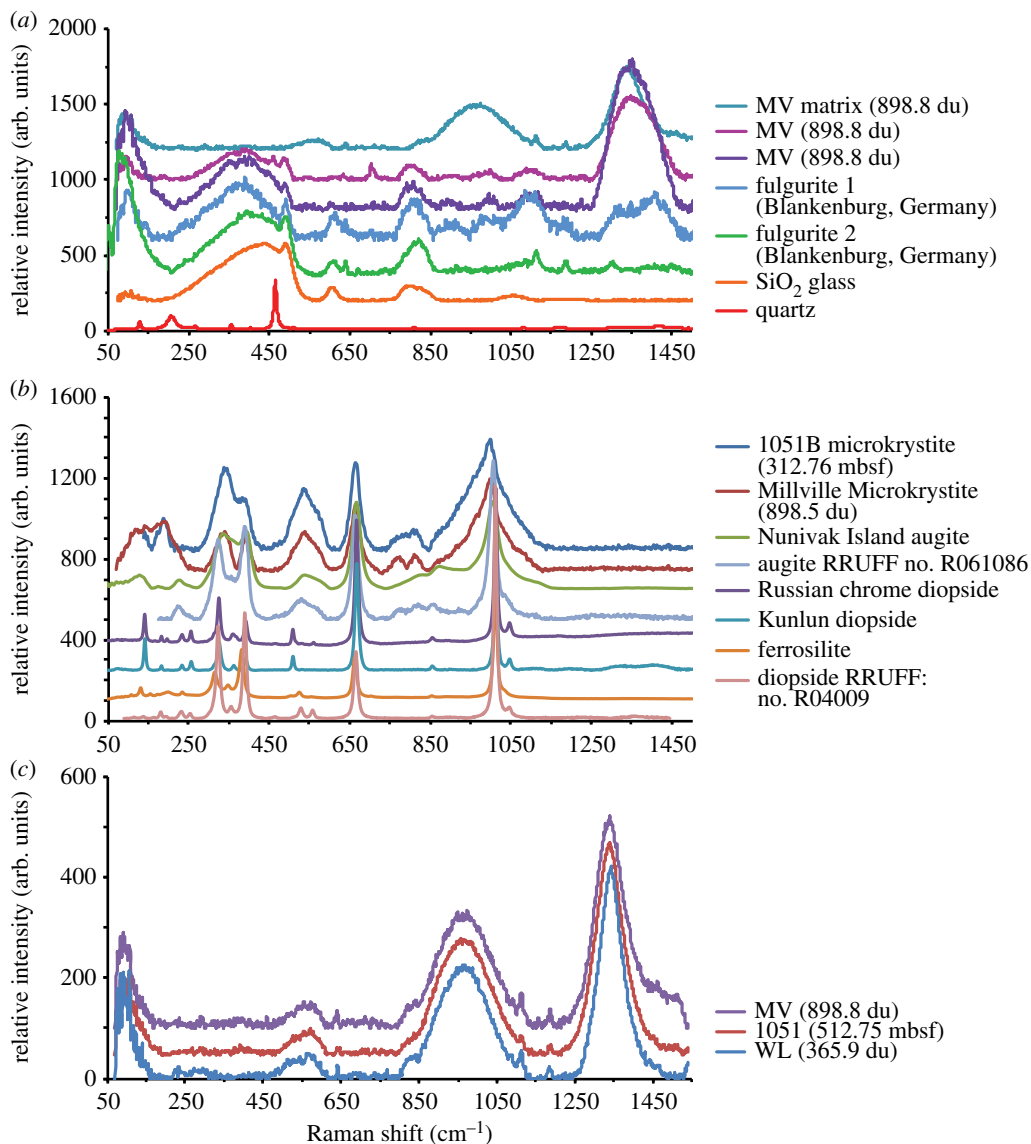 (a)
relative intensity (arb. units)
2000
1500
1000
500
0
50 250 450 650 850 1050 1250 1450
MV matrix (898.8 du)
MV (898.8 du)
MV (898.8 du)
fulgurite 1
(Blankenburg, Germany)
fulgurite 2
(Blankenburg, Germany)
SiO2 glass
quartz
(b)
relative intensity (arb. units)
1600
1200
800
400
0
50 250 450 650 850 1050 1250 1450
1051B microkrystite
(312.76 mbsf)
Millville Microkrystite
(898.5 du)
Nunivak Island augite
augite RRUFF no. R061086
Russian chrome diopside
Kunlun diopside
ferrosilite
diopside RRUFF:
no. R04009
(c)
relative intensity (arb. units)
600
400
200
0
50 250 450 650 850 1050 1250 1450
Raman shift (cm⁻¹)
MV (898.8 du)
1051 (512.75 mbsf)
WL (365.9 du)